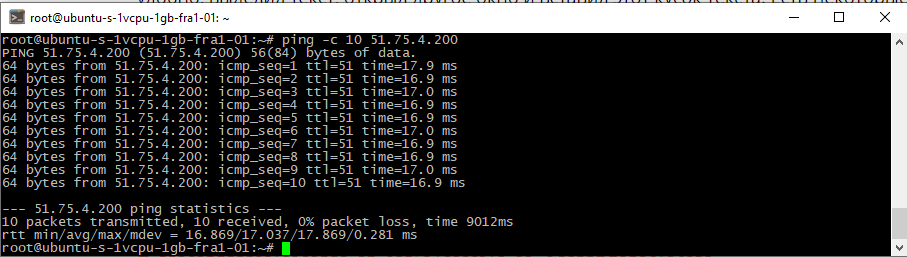 root@ubuntu-s-1vcpu-1gb-fra1-01: ~
root@ubuntu-s-1vcpu-1gb-fra1-01:~# ping -c 10 51.75.4.200
PING 51.75.4.200 (51.75.4.200) 56(84) bytes of data.
64 bytes from 51.75.4.200: icmp_seq=1 ttl=51 time=17.9 ms
64 bytes from 51.75.4.200: icmp_seq=2 ttl=51 time=16.9 ms
64 bytes from 51.75.4.200: icmp_seq=3 ttl=51 time=17.0 ms
64 bytes from 51.75.4.200: icmp_seq=4 ttl=51 time=16.9 ms
64 bytes from 51.75.4.200: icmp_seq=5 ttl=51 time=16.9 ms
64 bytes from 51.75.4.200: icmp_seq=6 ttl=51 time=17.0 ms
64 bytes from 51.75.4.200: icmp_seq=7 ttl=51 time=16.9 ms
64 bytes from 51.75.4.200: icmp_seq=8 ttl=51 time=16.9 ms
64 bytes from 51.75.4.200: icmp_seq=9 ttl=51 time=17.0 ms
64 bytes from 51.75.4.200: icmp_seq=10 ttl=51 time=16.9 ms
--- 51.75.4.200 ping statistics ---
10 packets transmitted, 10 received, 0% packet loss, time 9012ms
rtt min/avg/max/mdev = 16.869/17.037/17.869/0.281 ms
root@ubuntu-s-1vcpu-1gb-fra1-01:~#